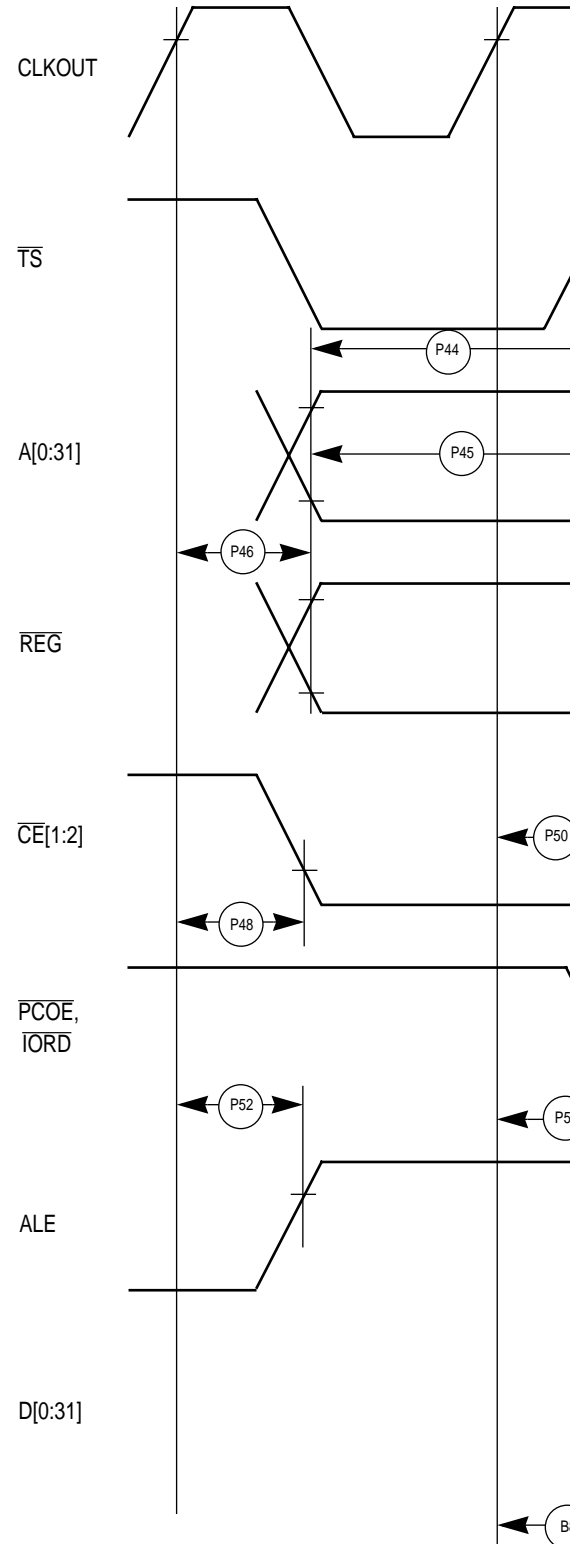 CLKOUT
TS
P44
A[0:31]
P45
P46
REG
CE[1:2]
P50
P48
PCOE,
IORD
P52
ALE
D[0:31]